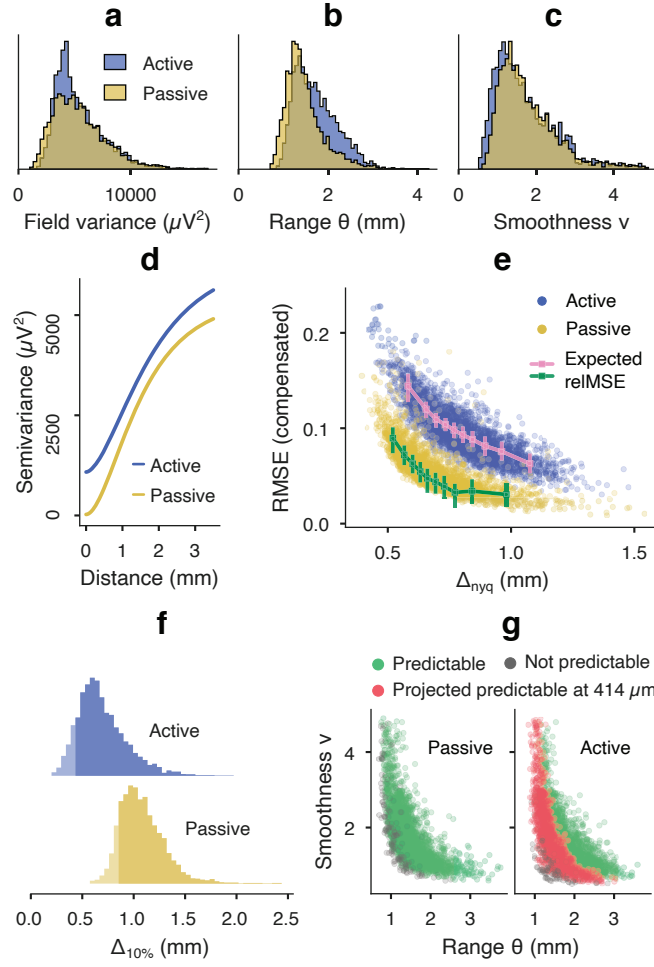 a
b
c
Active
Passive
0
10000
0
2
4
0
2
4
Field variance (μV²)
Range θ (mm)
Smoothness ν
d
e
Semivariance (μV²)
0
2500
5000
Active
Passive
0
1
2
3
Distance (mm)
RMSE (compensated)
0.2
0.1
0.0
Active
Passive
Expected
relMSE
0.5
1.0
1.5
Δnyq (mm)
f
g
Active
Passive
0.0
0.5
1.0
1.5
2.0
2.5
Δ10% (mm)
Predictable
Not predictable
Projected predictable at 414 μm
Smoothness ν
4
2
Passive
Active
1
2
3
1
2
3
Range θ (mm)